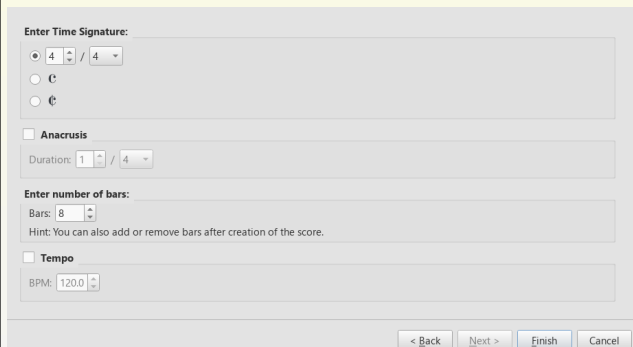 Enter Time Signature:
4 / 4
Anacrusis
Duration: 1 / 4
Enter number of bars:
Bars: 8
Hint: You can also add or remove bars after creation of the score.
Tempo
BPM: 120.0
< Back Next > Finish Cancel